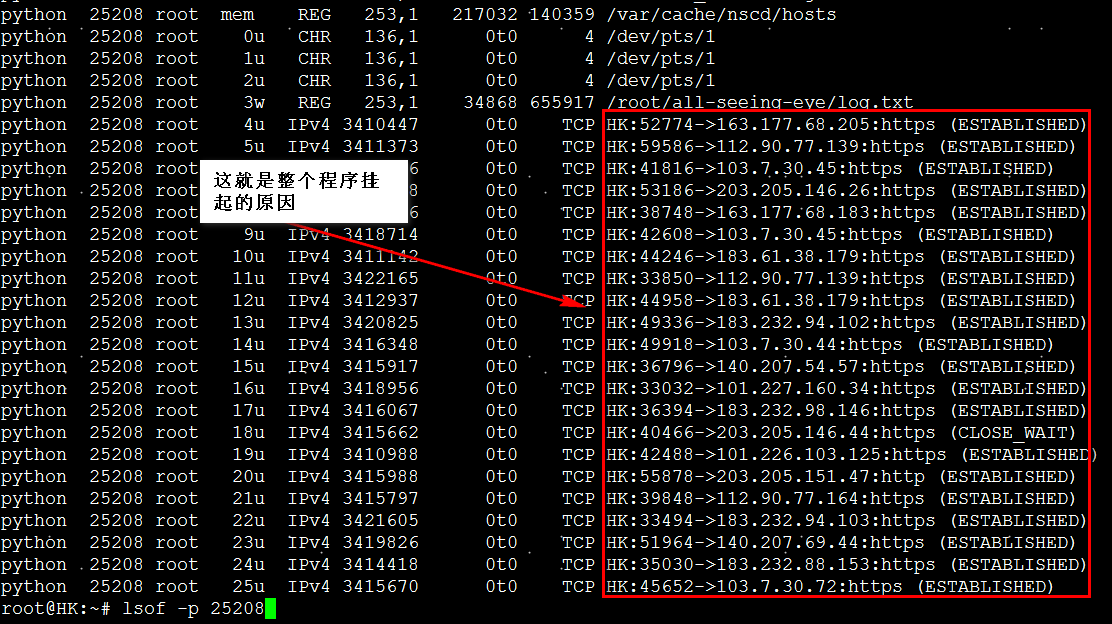 python 25208 root mem REG 253,1 217032 140359 /var/cache/nscd/hosts
python 25208 root 0u CHR 136,1 0t0 4 /dev/pts/1
python 25208 root 1u CHR 136,1 0t0 4 /dev/pts/1
python 25208 root 2u CHR 136,1 0t0 4 /dev/pts/1
python 25208 root 3w REG 253,1 34868 655917 /root/all-seeing-eye/log.txt
python 25208 root 4u IPv4 3410447 0t0 TCP HK:52774->163.177.68.205:https (ESTABLISHED)
python 25208 root 5u IPv4 3411373 0t0 TCP HK:59586->112.90.77.139:https (ESTABLISHED)
python 25208 root 6 0t0 TCP HK:41816->103.7.30.45:https (ESTABLISHED)
python 25208 root 8 0t0 TCP HK:53186->203.205.146.26:https (ESTABLISHED)
python 25208 root 6 0t0 TCP HK:38748->163.177.68.183:https (ESTABLISHED)
这就是整个程序挂
起的原因
python 25208 root 9u IPv4 3418714 0t0 TCP HK:42608->103.7.30.45:https (ESTABLISHED)
python 25208 root 10u IPv4 3411142 0t0 TCP HK:44246->183.61.38.179:https (ESTABLISHED)
python 25208 root 11u IPv4 3422165 0t0 TCP HK:33850->112.90.77.139:https (ESTABLISHED)
python 25208 root 12u IPv4 3412937 0t0 TCP HK:44958->183.61.38.179:https (ESTABLISHED)
python 25208 root 13u IPv4 3420825 0t0 TCP HK:49336->183.232.94.102:https (ESTABLISHED)
python 25208 root 14u IPv4 3416348 0t0 TCP HK:49918->103.7.30.44:https (ESTABLISHED)
python 25208 root 15u IPv4 3415917 0t0 TCP HK:36796->140.207.54.57:https (ESTABLISHED)
python 25208 root 16u IPv4 3418956 0t0 TCP HK:33032->101.227.160.34:https (ESTABLISHED)
python 25208 root 17u IPv4 3416067 0t0 TCP HK:36394->183.232.98.146:https (ESTABLISHED)
python 25208 root 18u IPv4 3415662 0t0 TCP HK:40466->203.205.146.44:https (CLOSE_WAIT)
python 25208 root 19u IPv4 3410988 0t0 TCP HK:42488->101.226.103.125:https (ESTABLISHED)
python 25208 root 20u IPv4 3415988 0t0 TCP HK:55878->203.205.151.47:http (ESTABLISHED)
python 25208 root 21u IPv4 3415797 0t0 TCP HK:39848->112.90.77.164:https (ESTABLISHED)
python 25208 root 22u IPv4 3421605 0t0 TCP HK:33494->183.232.94.103:https (ESTABLISHED)
python 25208 root 23u IPv4 3419826 0t0 TCP HK:51964->140.207.69.44:https (ESTABLISHED)
python 25208 root 24u IPv4 3414418 0t0 TCP HK:35030->183.232.88.153:https (ESTABLISHED)
python 25208 root 25u IPv4 3415670 0t0 TCP HK:45652->103.7.30.72:https (ESTABLISHED)
root@HK:~# lsof -p 25208